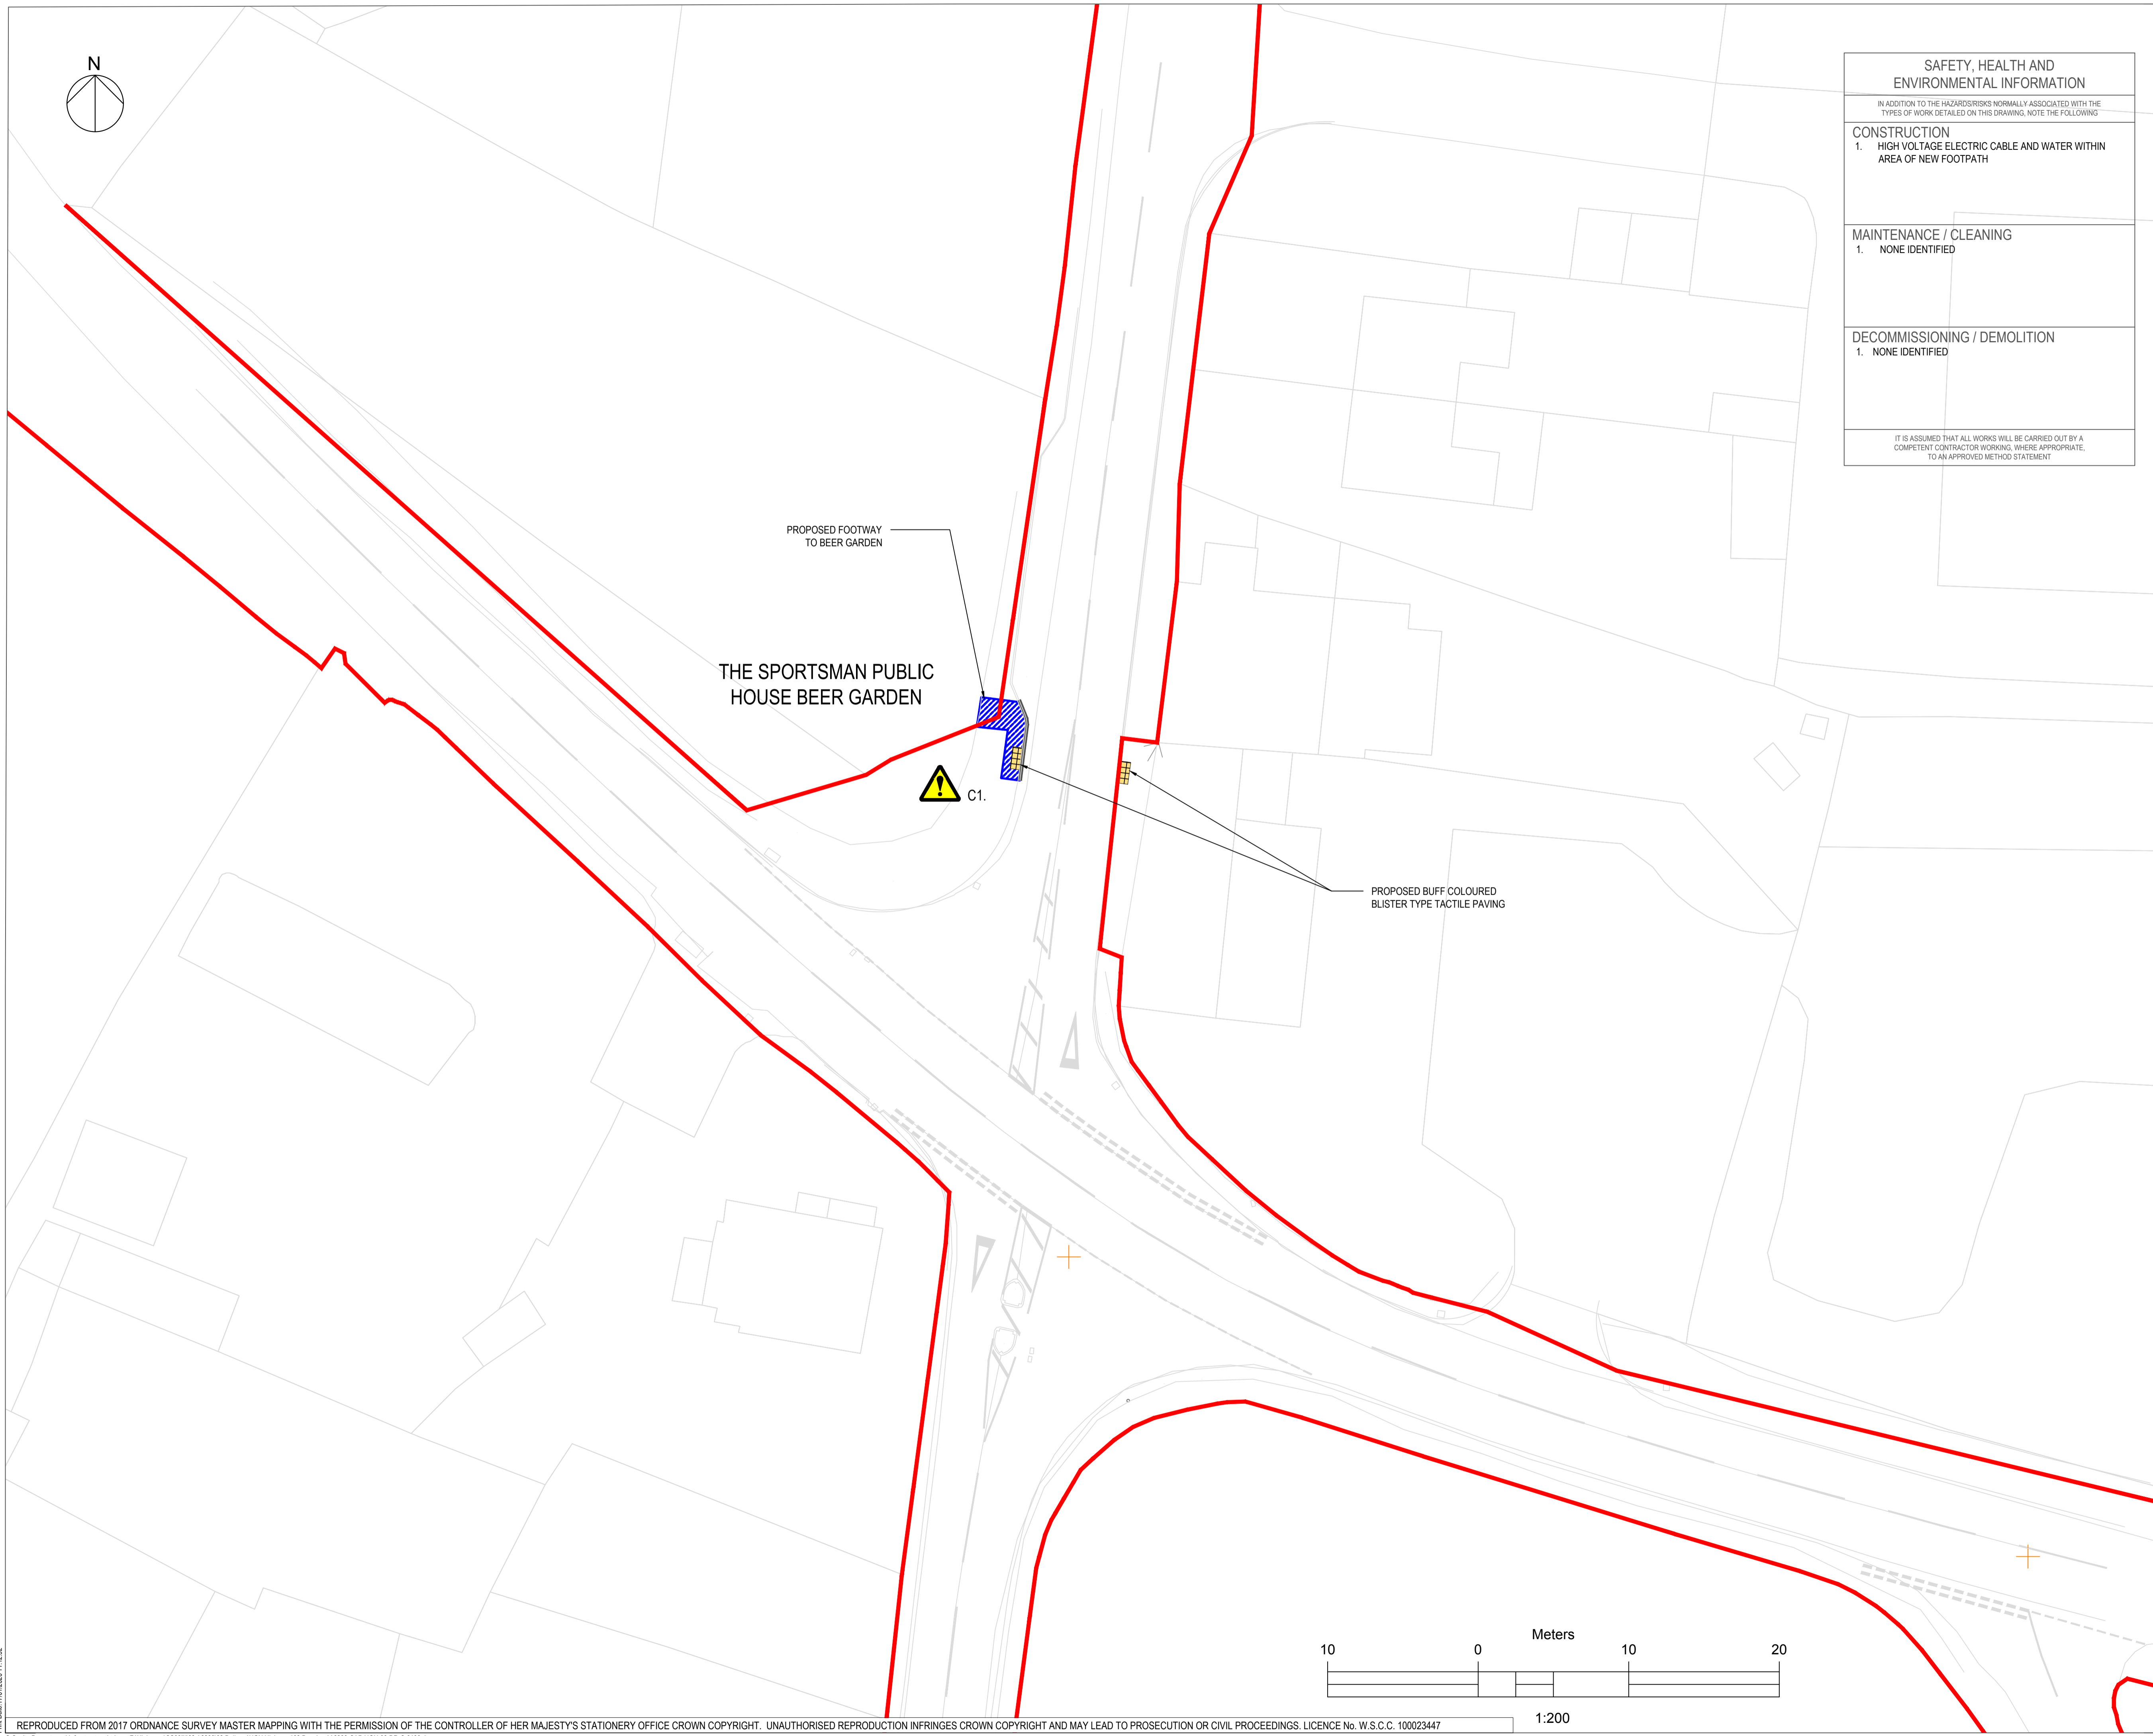 N
SAFETY, HEALTH AND
ENVIRONMENTAL INFORMATION
IN ADDITION TO THE HAZARDS/RISKS NORMALLY ASSOCIATED WITH THE
TYPES OF WORK DETAILED ON THIS DRAWING, NOTE THE FOLLOWING
CONSTRUCTION
1. HIGH VOLTAGE ELECTRIC CABLE AND WATER WITHIN
AREA OF NEW FOOTPATH
MAINTENANCE / CLEANING
1. NONE IDENTIFIED
DECOMMISSIONING / DEMOLITION
1. NONE IDENTIFIED
IT IS ASSUMED THAT ALL WORKS WILL BE CARRIED OUT BY A
COMPETENT CONTRACTOR WORKING, WHERE APPROPRIATE,
TO AN APPROVED METHOD STATEMENT
PROPOSED FOOTWAY
TO BEER GARDEN
THE SPORTSMAN PUBLIC
HOUSE BEER GARDEN
C1.
PROPOSED BUFF COLOURED
BLISTER TYPE TACTILE PAVING
Meters
10 0 10 20
1:200
REPRODUCED FROM 2017 ORDNANCE SURVEY MASTER MAPPING WITH THE PERMISSION OF THE CONTROLLER OF HER MAJESTY'S STATIONERY OFFICE CROWN COPYRIGHT. UNAUTHORISED REPRODUCTION INFRINGES CROWN COPYRIGHT AND MAY LEAD TO PROSECUTION OR CIVIL PROCEEDINGS. LICENCE No. W.S.C.C. 100023447